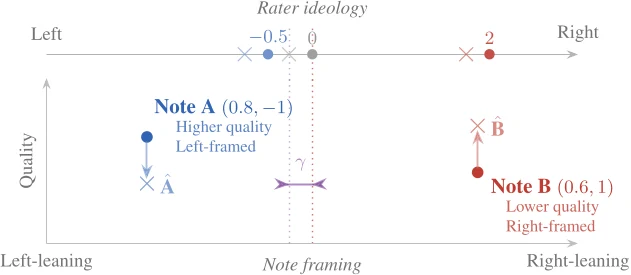 Rater ideology
Left
Right
−0.5
0
2
Note A (0.8, −1)
Higher quality
Left-framed
Â
γ
B̂
Note B (0.6, 1)
Lower quality
Right-framed
Quality
Left-leaning
Note framing
Right-leaning